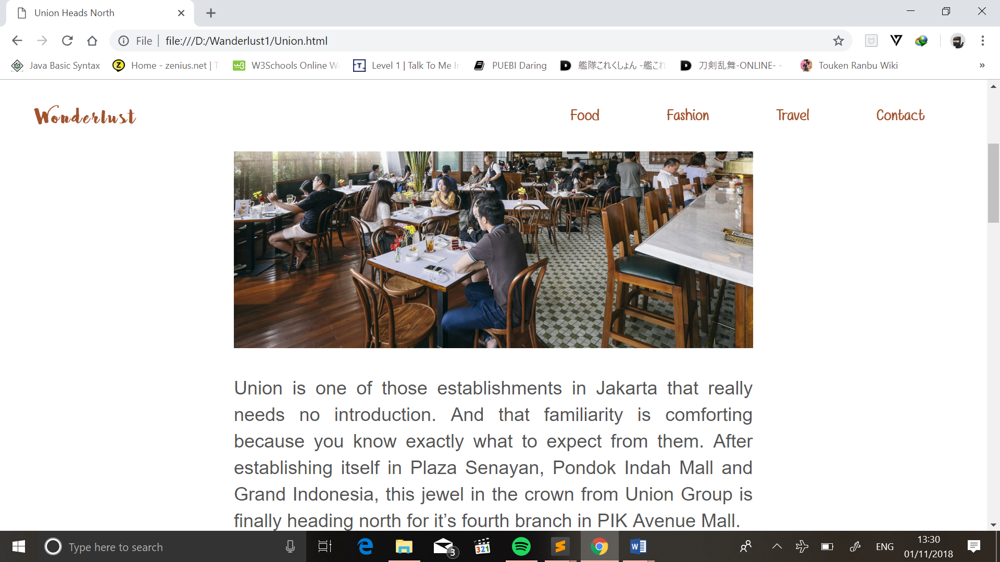 Union Heads North
File
file:///D:/Wanderlust1/Union.html
Java Basic Syntax
Home - zenius.net | T
W3Schools Online W
Level 1 | Talk To Me I
PUEBI Daring
艦隊これくしょん -艦これ
刀剣乱舞-ONLINE- -
Touken Ranbu Wiki
»
Wonderlust
Food
Fashion
Travel
Contact
Union is one of those establishments in Jakarta that really
needs no introduction. And that familiarity is comforting
because you know exactly what to expect from them. After
establishing itself in Plaza Senayan, Pondok Indah Mall and
Grand Indonesia, this jewel in the crown from Union Group is
finally heading north for it’s fourth branch in PIK Avenue Mall.
Type here to search
3
321
ENG
13:30
01/11/2018